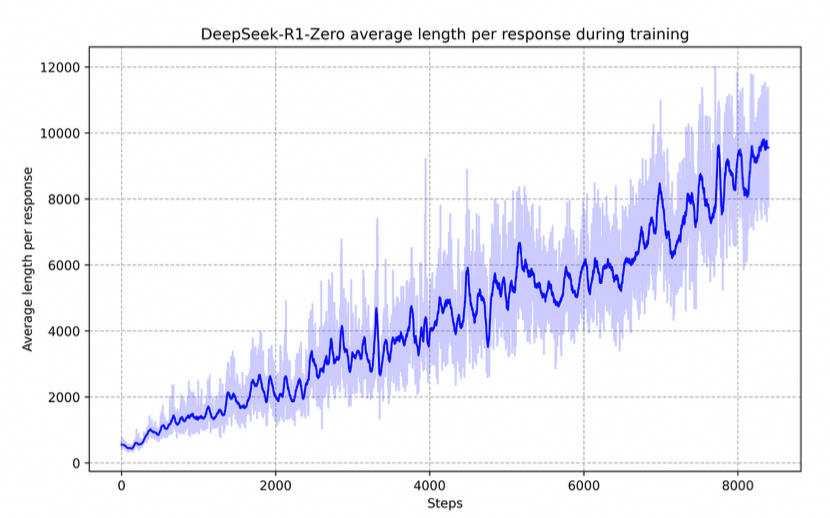 DeepSeek-R1-Zero average length per response during training
Average length per response
12000
10000
8000
6000
4000
2000
0
0 2000 4000 6000 8000
Steps